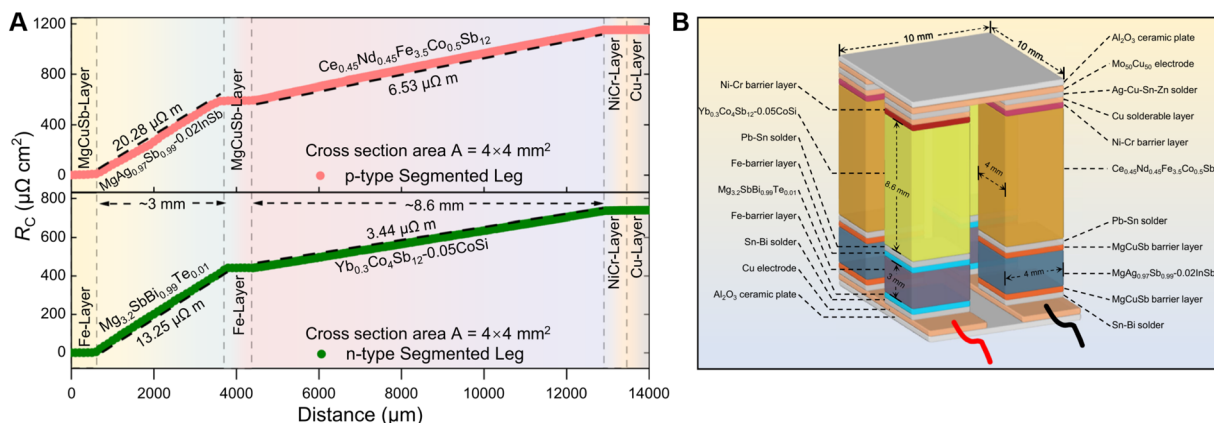 A
R_C (μΩ cm²)
1200
800
400
0
MgCuSb-Layer
20.28 μΩ m
MgAg₀.₉₇Sb₀.₉₉-0.02InSb
MgCuSb-Layer
Ce₀.₄₅Nd₀.₄₅Fe₃.₅Co₀.₅Sb₁₂
6.53 μΩ m
NiCr-Layer
Cu-Layer
Cross section area A = 4×4 mm²
p-type Segmented Leg
800
600
400
200
0
~3 mm
~8.6 mm
Fe-Layer
Mg₃.₂SbBi₀.₉₉Te₀.₀₁
13.25 μΩ m
Fe-Layer
3.44 μΩ m
Yb₀.₃Co₄Sb₁₂-0.05CoSi
NiCr-Layer
Cu-Layer
Cross section area A = 4×4 mm²
n-type Segmented Leg
0 2000 4000 6000 8000 10000 12000 14000
Distance (μm)
B
10 mm
10 mm
Ni-Cr barrier layer
Yb₀.₃Co₄Sb₁₂-0.05CoSi
Pb-Sn solder
Fe-barrier layer
Mg₃.₂SbBi₀.₉₉Te₀.₀₁
Fe-barrier layer
Sn-Bi solder
Cu electrode
Al₂O₃ ceramic plate
8.6 mm
3 mm
4 mm
4 mm
Al₂O₃ ceramic plate
Mo₅₀Cu₅₀ electrode
Ag-Cu-Sn-Zn solder
Cu solderable layer
Ni-Cr barrier layer
Ce₀.₄₅Nd₀.₄₅Fe₃.₅Co₀.₅Sb
Pb-Sn solder
MgCuSb barrier layer
MgAg₀.₉₇Sb₀.₉₉-0.02InSb
MgCuSb barrier layer
Sn-Bi solder